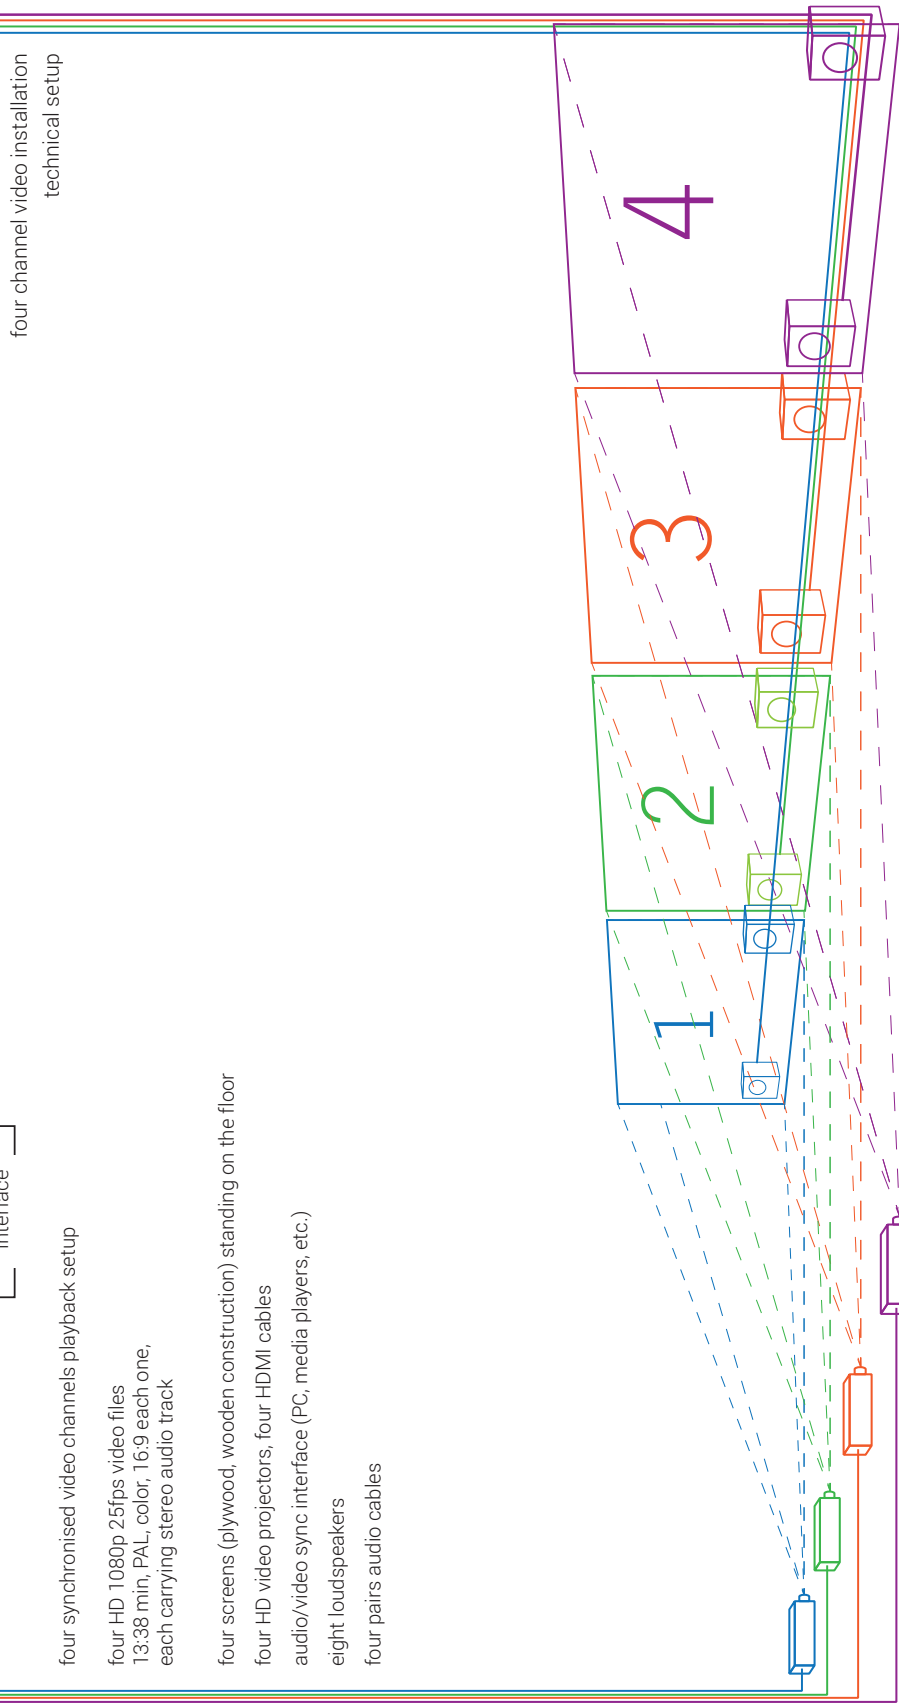 four channel video installation
technical setup
interface
four synchronised video channels playback setup
four HD 1080p 25fps video files
13:38 min, PAL, color, 16:9 each one,
each carrying stereo audio track
four screens (plywood, wooden construction) standing on the floor
four HD video projectors, four HDMI cables
audio/video sync interface (PC, media players, etc.)
eight loudspeakers
four pairs audio cables
1
2
3
4